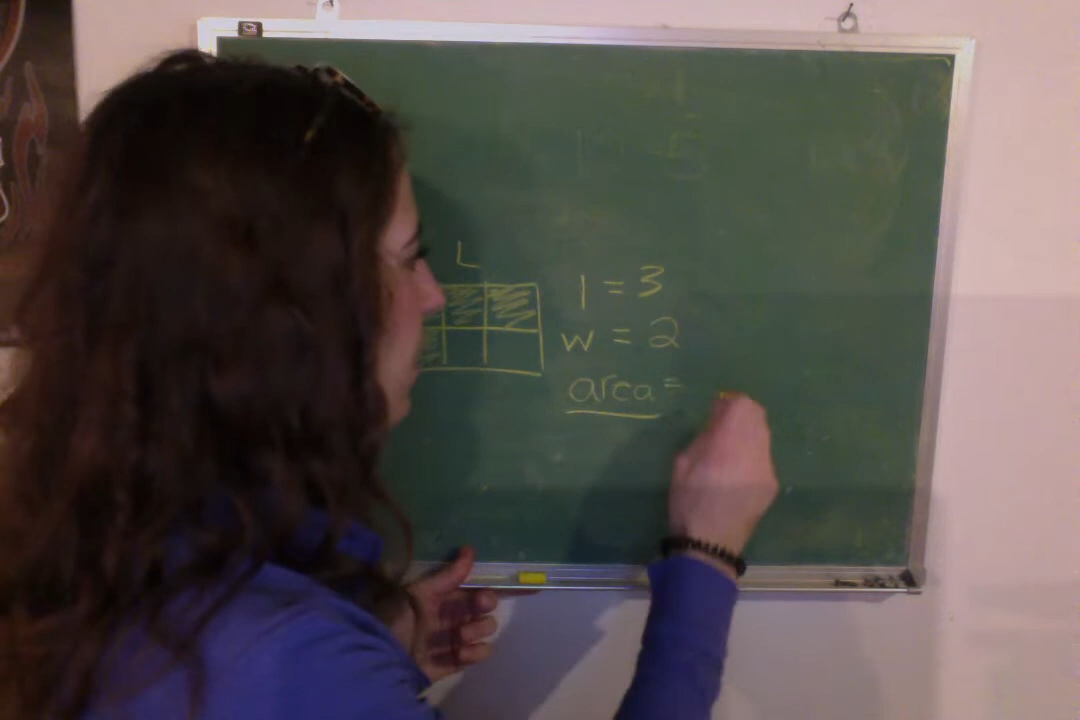 L
l = 3
w = 2
area =